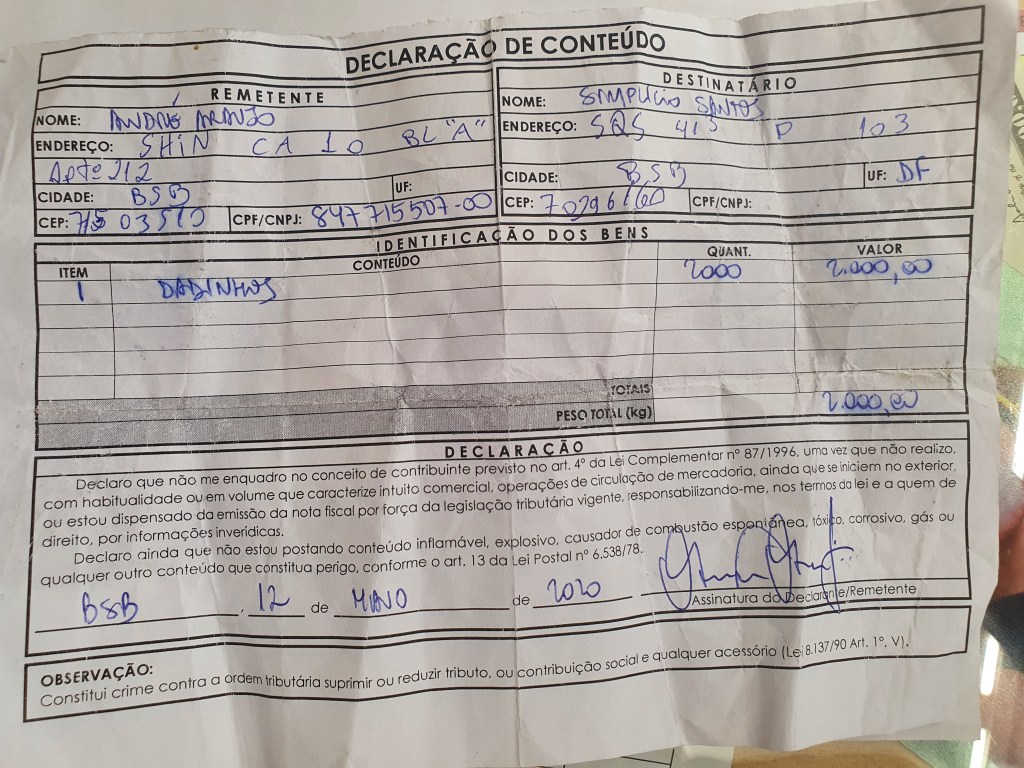 DECLARAÇÃO DE CONTEÚDO
REMETENTE
NOME: ANDRÉ ARAUJO
ENDEREÇO: SHIN CA 10 BL "A"
Apte 212
CIDADE: BSB UF:
CEP: 03510 CPF/CNPJ: 847715507-00
DESTINATÁRIO
NOME: SIMPLICIO SANTOS
ENDEREÇO: SQS 415 P 103
CIDADE: BSB UF: DF
CEP: CPF/CNPJ:
IDENTIFICAÇÃO DOS BENS
ITEM CONTEÚDO QUANT. VALOR
1 DADINHOS 2000 2.000,00
TOTAIS
PESO TOTAL (kg) 2.000,00
DECLARAÇÃO
Declaro que não me enquadro no conceito de contribuinte previsto no art. 4º da Lei Complementar nº 87/1996, uma vez que não realizo,
com habitualidade ou em volume que caracterize intuito comercial, operações de circulação de mercadoria, ainda que se iniciem no exterior,
ou estou dispensado da emissão da nota fiscal por força da legislação tributária vigente, responsabilizando-me, nos termos da lei e a quem de
direito, por informações inverídicas.
Declaro ainda que não estou postando conteúdo inflamável, explosivo, causador de combustão espontânea, tóxico, corrosivo, gás ou
qualquer outro conteúdo que constitua perigo, conforme o art. 13 da Lei Postal nº 6.538/78.
BSB, 12 de MAIO de 2020
Assinatura do Declarante/Remetente
OBSERVAÇÃO:
Constitui crime contra a ordem tributária suprimir ou reduzir tributo, ou contribuição social e qualquer acessório (Lei 8.137/90 Art. 1º, V).